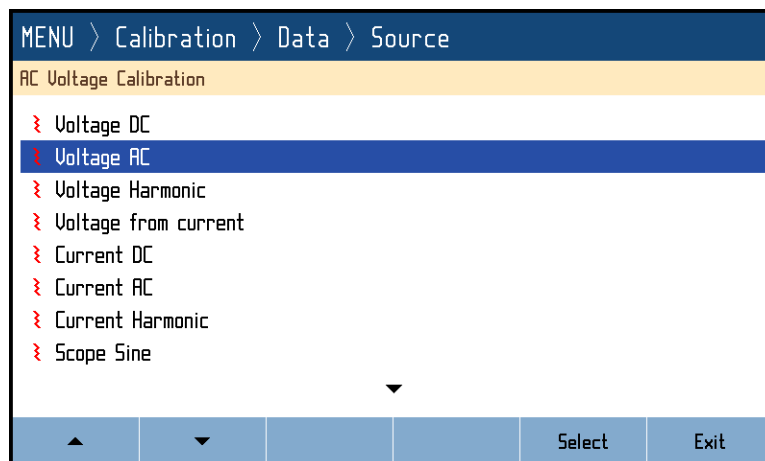 MENU > Calibration > Data > Source
AC Voltage Calibration
Voltage DC
Voltage AC
Voltage Harmonic
Voltage from current
Current DC
Current AC
Current Harmonic
Scope Sine
Select Exit